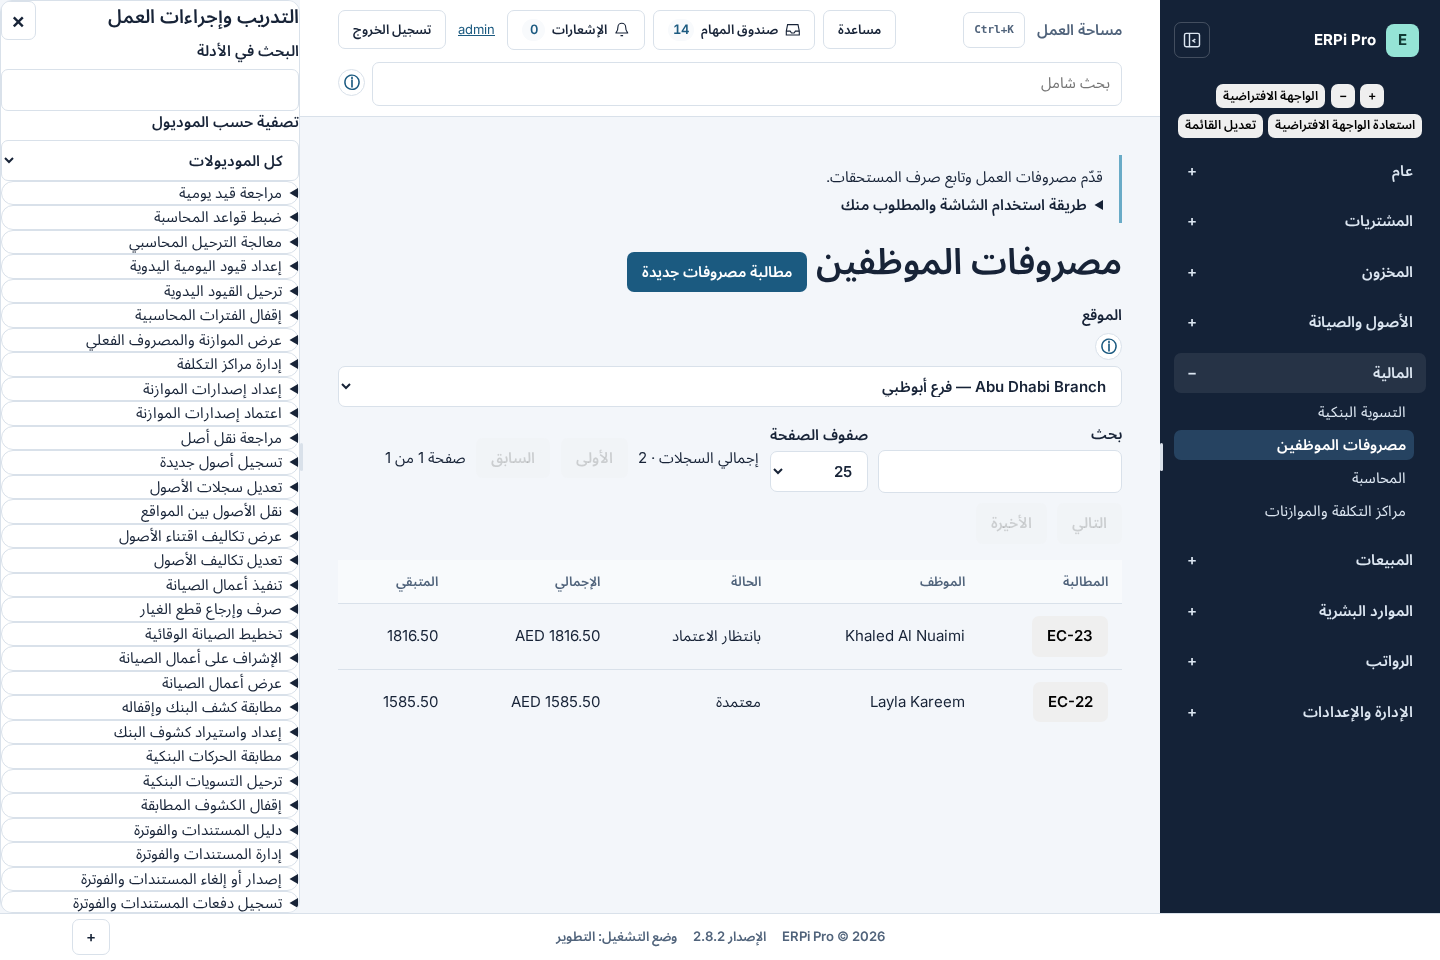 E ERPi Pro
+ − الواجهة الافتراضية
استعادة الواجهة الافتراضية تعديل القائمة
عام +
المشتريات +
المخزون +
الأصول والصيانة +
المالية −
التسوية البنكية
مصروفات الموظفين
المحاسبة
مراكز التكلفة والموازنات
المبيعات +
الموارد البشرية +
الرواتب +
الإدارة والإعدادات +
مساحة العمل Ctrl+K مساعدة صندوق المهام 14 الإشعارات 0 admin تسجيل الخروج
بحث شامل
قدّم مصروفات العمل وتابع صرف المستحقات.
طريقة استخدام الشاشة والمطلوب منك
مصروفات الموظفين مطالبة مصروفات جديدة
الموقع
Abu Dhabi Branch — فرع أبوظبي
بحث صفوف الصفحة
25 إجمالي السجلات · 2 الأولى السابق صفحة 1 من 1
التالي الأخيرة
المطالبة الموظف الحالة الإجمالي المتبقي
EC-23 Khaled Al Nuaimi بانتظار الاعتماد AED 1816.50 1816.50
EC-22 Layla Kareem معتمدة AED 1585.50 1585.50
التدريب وإجراءات العمل ×
البحث في الأدلة
تصفية حسب الموديول
كل الموديولات
مراجعة قيد يومية
ضبط قواعد المحاسبة
معالجة الترحيل المحاسبي
إعداد قيود اليومية اليدوية
ترحيل القيود اليدوية
إقفال الفترات المحاسبية
عرض الموازنة والمصروف الفعلي
إدارة مراكز التكلفة
إعداد إصدارات الموازنة
اعتماد إصدارات الموازنة
مراجعة نقل أصل
تسجيل أصول جديدة
تعديل سجلات الأصول
نقل الأصول بين المواقع
عرض تكاليف اقتناء الأصول
تعديل تكاليف الأصول
تنفيذ أعمال الصيانة
صرف وإرجاع قطع الغيار
تخطيط الصيانة الوقائية
الإشراف على أعمال الصيانة
عرض أعمال الصيانة
مطابقة كشف البنك وإقفاله
إعداد واستيراد كشوف البنك
مطابقة الحركات البنكية
ترحيل التسويات البنكية
إقفال الكشوف المطابقة
دليل المستندات والفوترة
إدارة المستندات والفوترة
إصدار أو إلغاء المستندات والفوترة
تسجيل دفعات المستندات والفوترة
ERPi Pro © 2026 الإصدار 2.8.2 وضع التشغيل: التطوير +